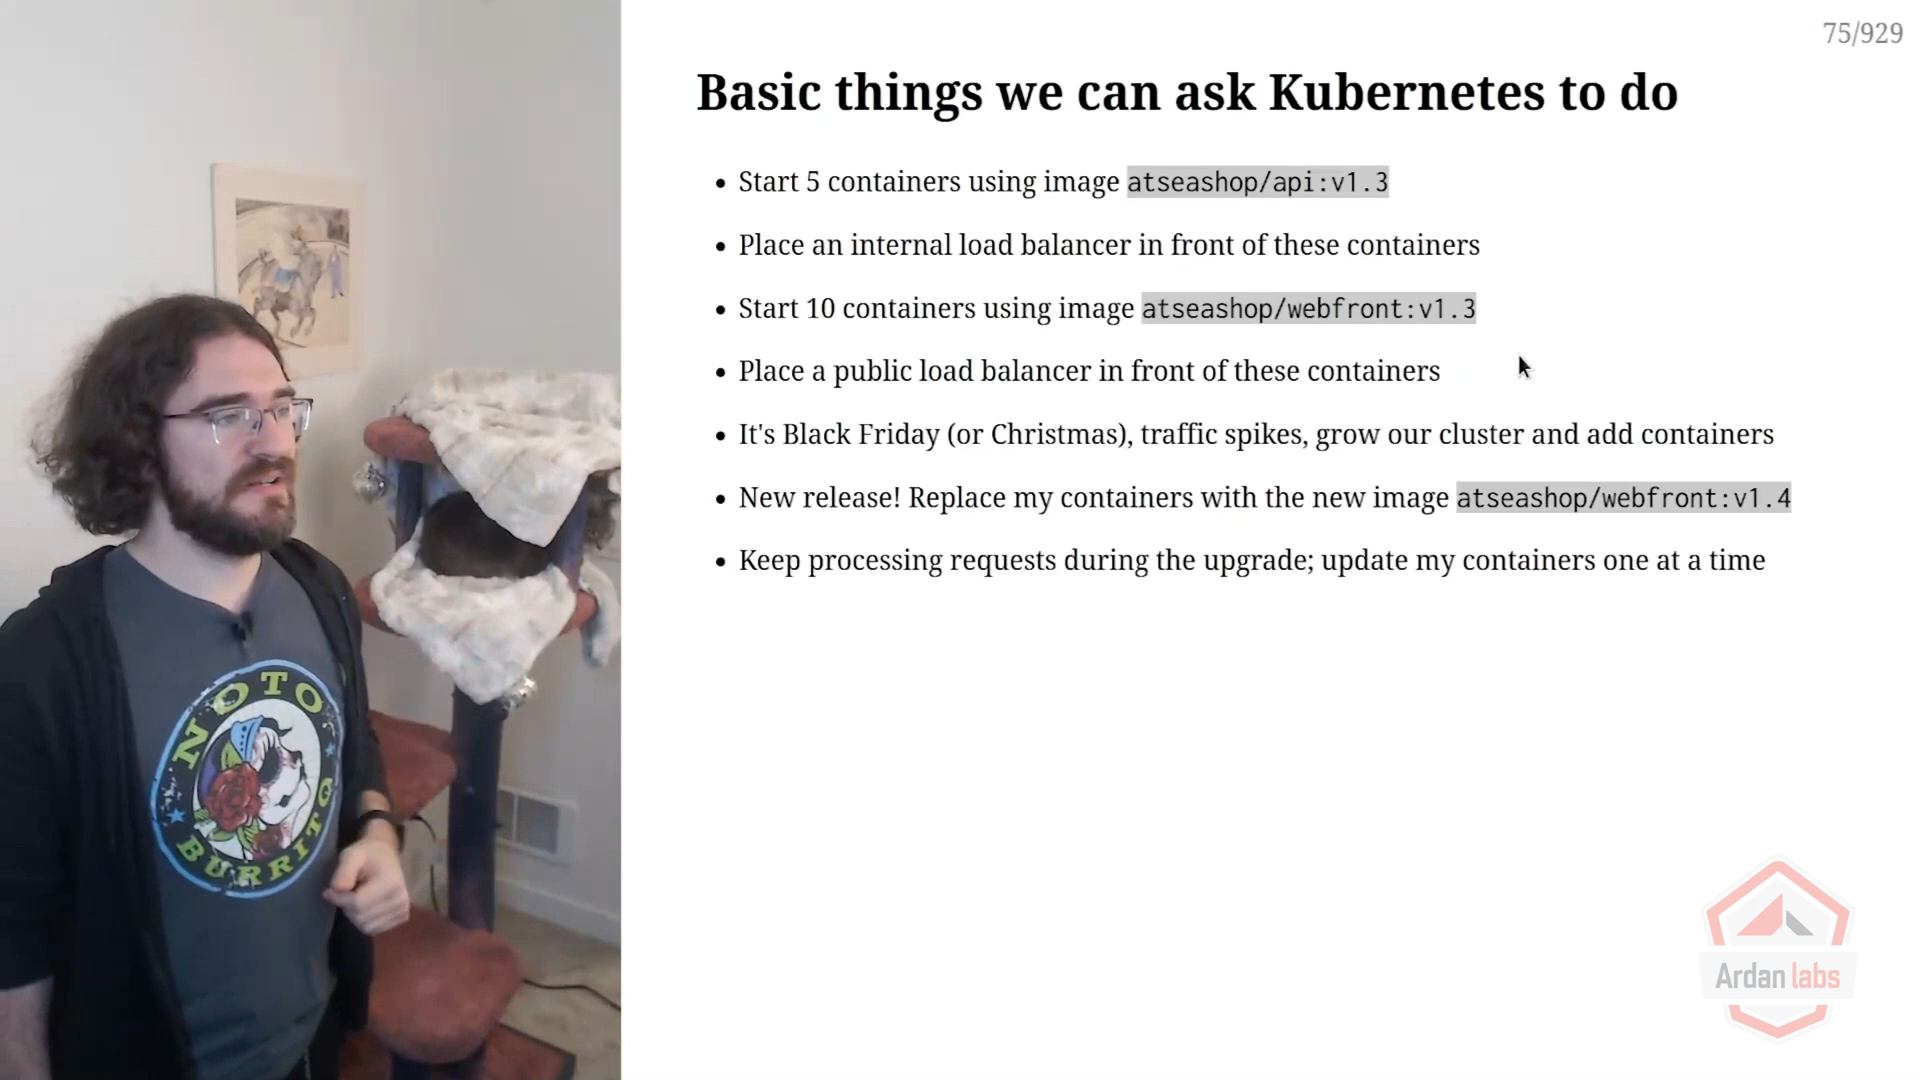 75/929
Basic things we can ask Kubernetes to do
• Start 5 containers using image atseashop/api:v1.3
• Place an internal load balancer in front of these containers
• Start 10 containers using image atseashop/webfront:v1.3
• Place a public load balancer in front of these containers
• It's Black Friday (or Christmas), traffic spikes, grow our cluster and add containers
• New release! Replace my containers with the new image atseashop/webfront:v1.4
• Keep processing requests during the upgrade; update my containers one at a time
NOTO
BURRITO
Ardan labs